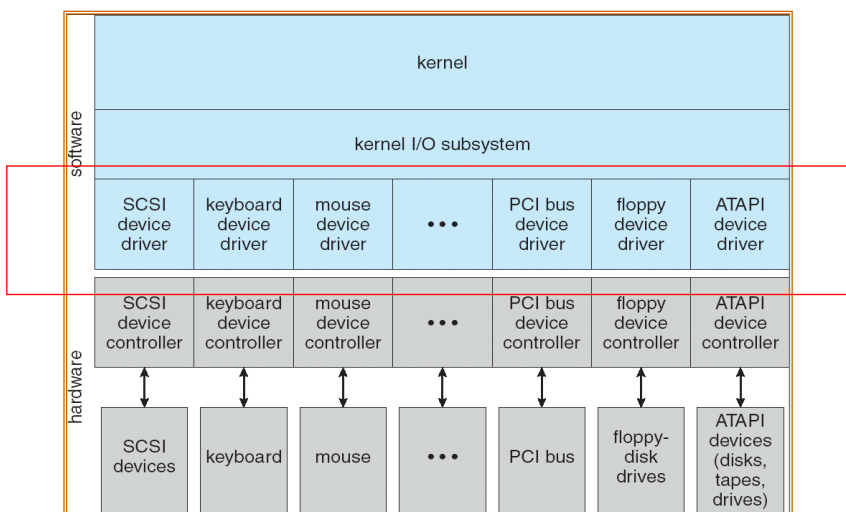 kernel
kernel I/O subsystem
software
SCSI
device
driver
keyboard
device
driver
mouse
device
driver
•••
PCI bus
device
driver
floppy
device
driver
ATAPI
device
driver
SCSI
device
controller
keyboard
device
controller
mouse
device
controller
•••
PCI bus
device
controller
floppy
device
controller
ATAPI
device
controller
hardware
SCSI
devices
keyboard
mouse
•••
PCI bus
floppy-
disk
drives
ATAPI
devices
(disks,
tapes,
drives)